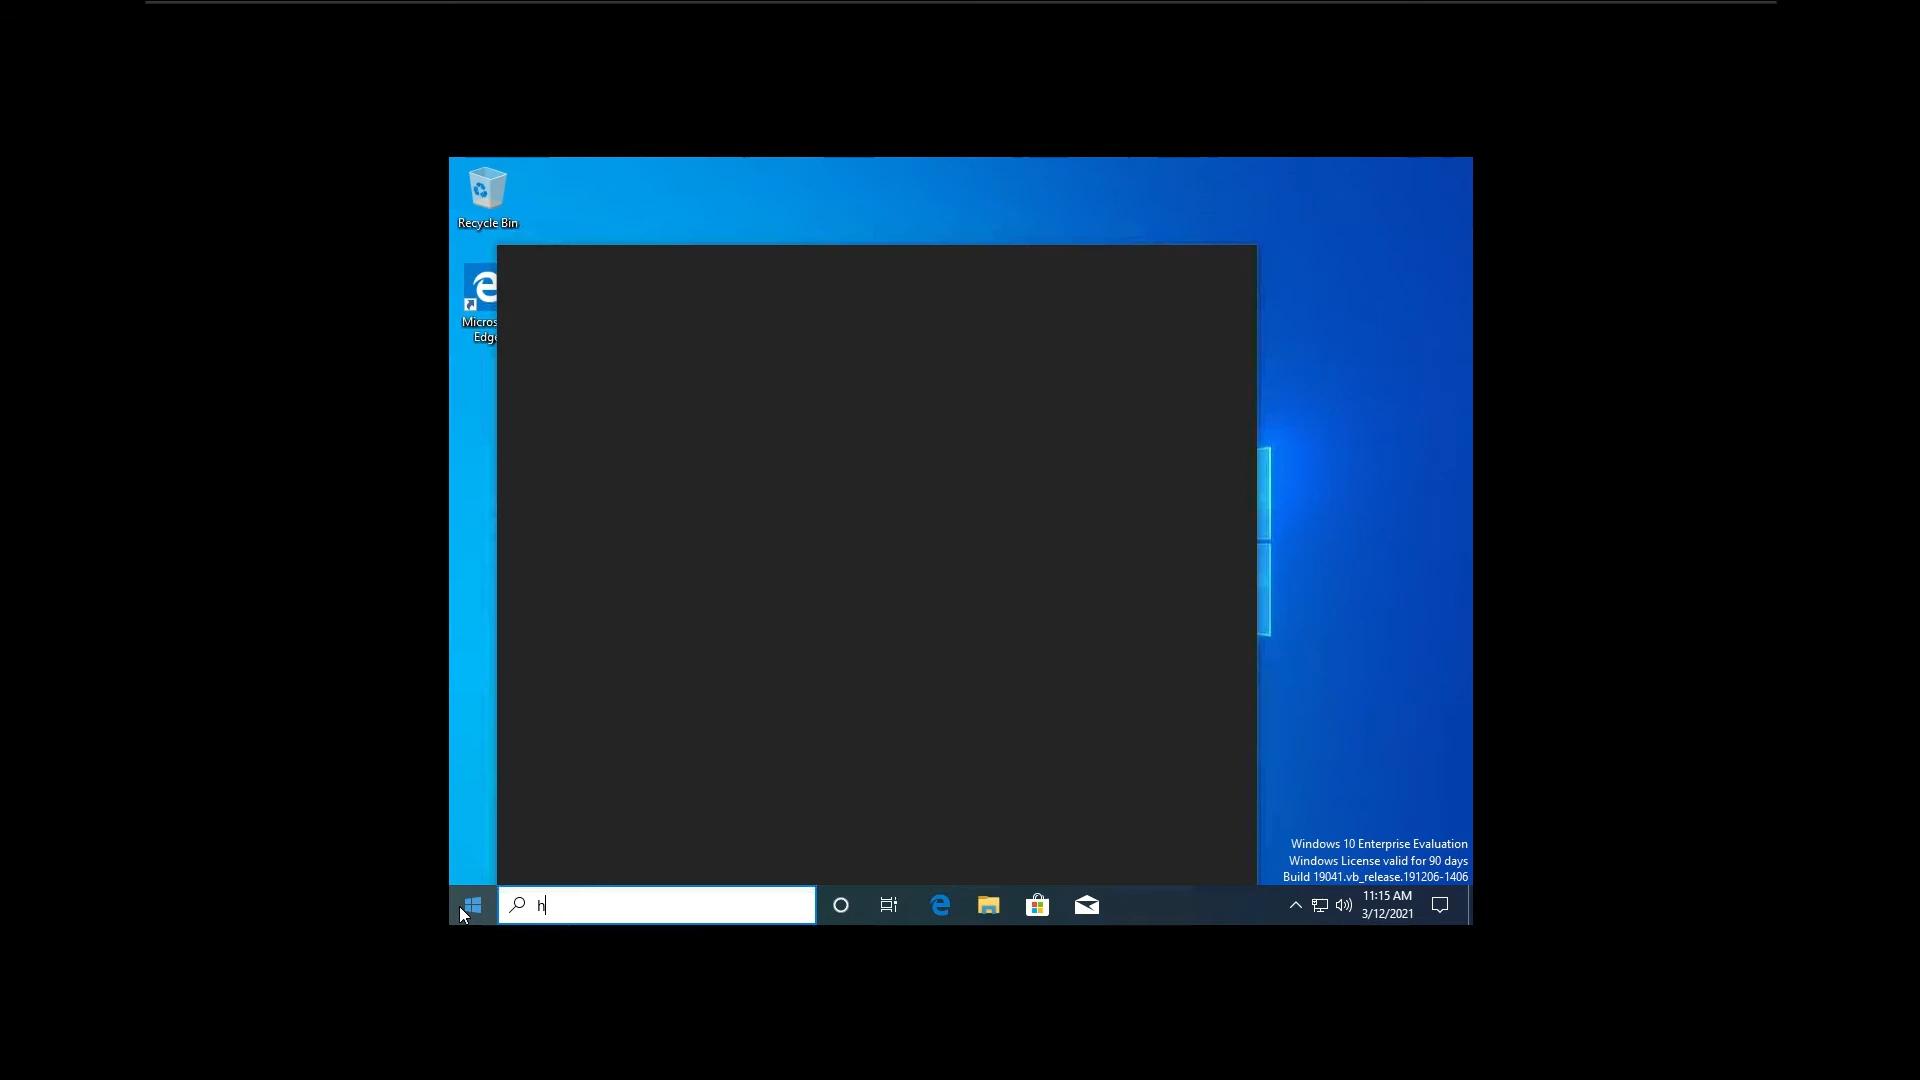 Recycle Bin
Micros
Edge
Windows 10 Enterprise Evaluation
Windows License valid for 90 days
Build 19041.vb_release.191206-1406
h
11:15 AM
3/12/2021